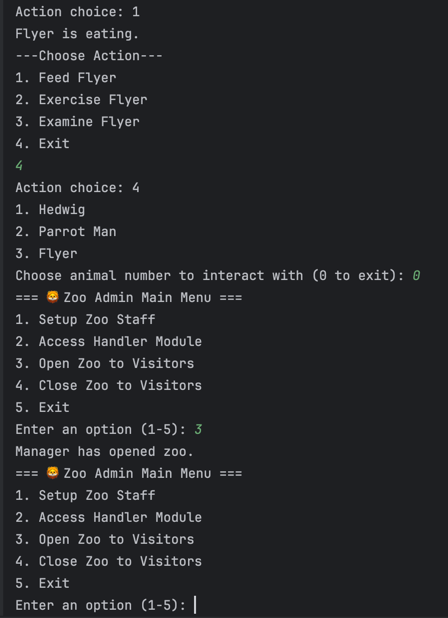 Action choice: 1
Flyer is eating.
---Choose Action---
1. Feed Flyer
2. Exercise Flyer
3. Examine Flyer
4. Exit
4
Action choice: 4
1. Hedwig
2. Parrot Man
3. Flyer
Choose animal number to interact with (0 to exit): 0
=== 🦁 Zoo Admin Main Menu ===
1. Setup Zoo Staff
2. Access Handler Module
3. Open Zoo to Visitors
4. Close Zoo to Visitors
5. Exit
Enter an option (1-5): 3
Manager has opened zoo.
=== 🦁 Zoo Admin Main Menu ===
1. Setup Zoo Staff
2. Access Handler Module
3. Open Zoo to Visitors
4. Close Zoo to Visitors
5. Exit
Enter an option (1-5):